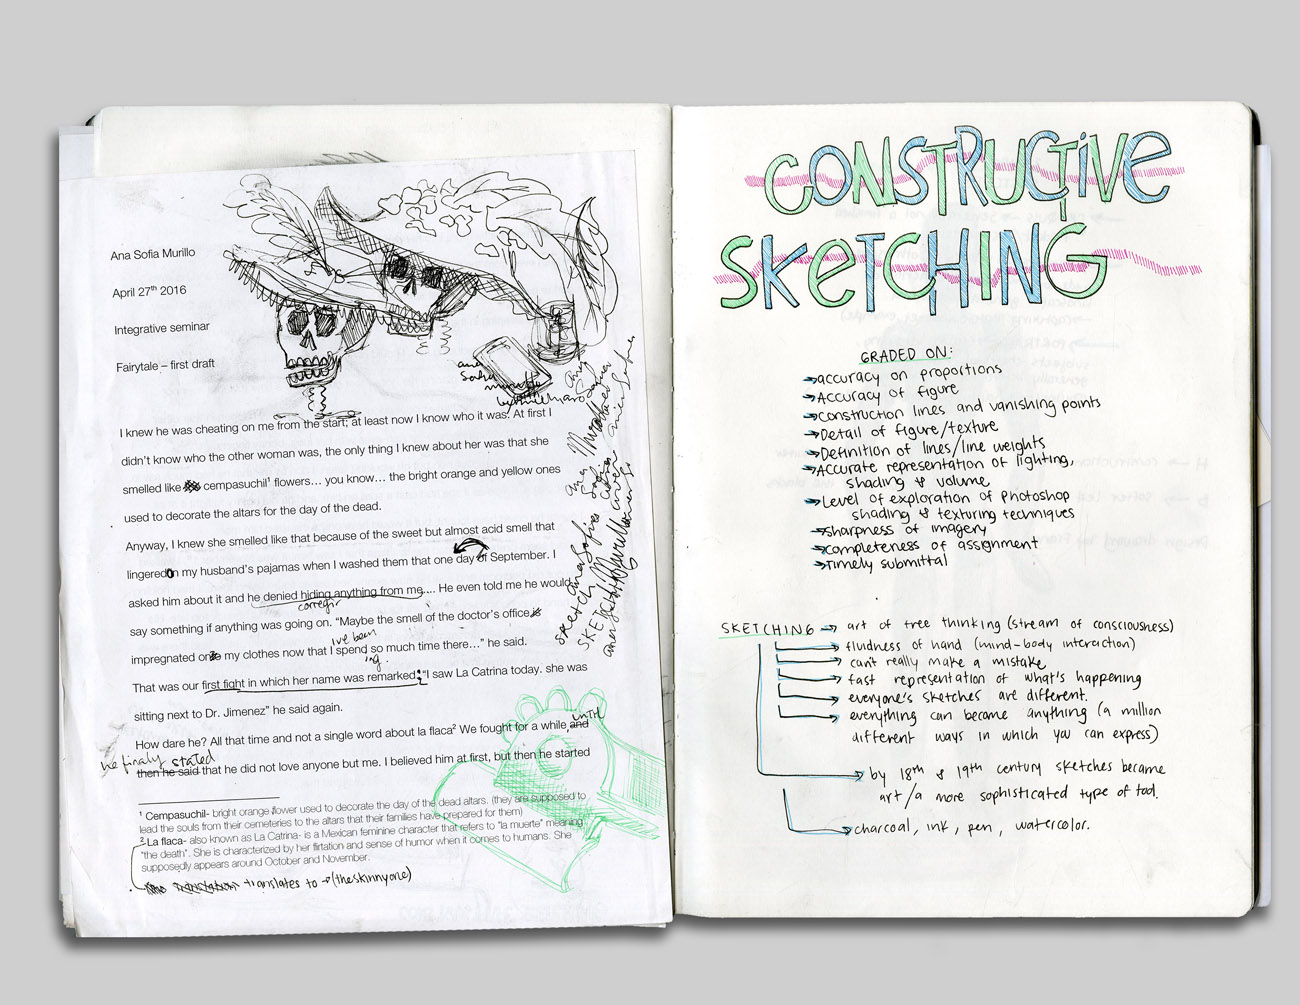 Ana Sofia Murillo
April 27th 2016
Integrative seminar
Fairytale – first draft
I knew he was cheating on me from the start; at least now I know who it was. At first I
didn't know who the other woman was, the only thing I knew about her was that she
smelled like cempasuchil¹ flowers… you know… the bright orange and yellow ones
used to decorate the altars for the day of the dead.
Anyway, I knew she smelled like that because of the sweet but almost acid smell that
lingered on my husband's pajamas when I washed them that one day of September. I
asked him about it and he denied hiding anything from me.... He even told me he would
corregir
say something if anything was going on. "Maybe the smell of the doctor's office
I've been
impregnated on my clothes now that I spend so much time there…" he said.
ing
That was our first fight in which her name was remarked: "I saw La Catrina today. she was
sitting next to Dr. Jimenez" he said again.
until
How dare he? All that time and not a single word about la flaca² We fought for a while and
he finaly stated
then he said that he did not love anyone but me. I believed him at first, but then he started
¹ Cempasuchil- bright orange flower used to decorate the day of the dead altars. (they are supposed to
lead the souls from their cemeteries to the altars that their families have prepared for them)
² La flaca- also known as La Catrina- is a Mexican feminine character that refers to "la muerte" meaning
"the death". She is characterized by her flirtation and sense of humor when it comes to humans. She
supposedly appears around October and November.
translates to → (the skinny one)
ana
Sofia
murillo
CONSTRUCTIVE
SKETCHING
GRADED ON:
→ accuracy on proportions
→ Accuracy of figure
→ construction lines and vanishing points
→ Detail of figure/texture
→ Definition of lines/line weights
→ Accurate representation of lighting,
shading & volume
→ Level of exploration of Photoshop
shading & texturing techniques
→ sharpness of imagery
→ completeness of assignment
→ timely submittal
SKETCHING → art of free thinking (stream of consciousness)
→ fluidness of hand (mind-body interaction)
→ can't really make a mistake
→ fast representation of what's happening
→ everyone's sketches are different.
→ everything can become anything (a million
different ways in which you can express)
→ by 18th & 19th century sketches became
art/a more sophisticated type of tool.
→ charcoal, ink, pen, watercolor.